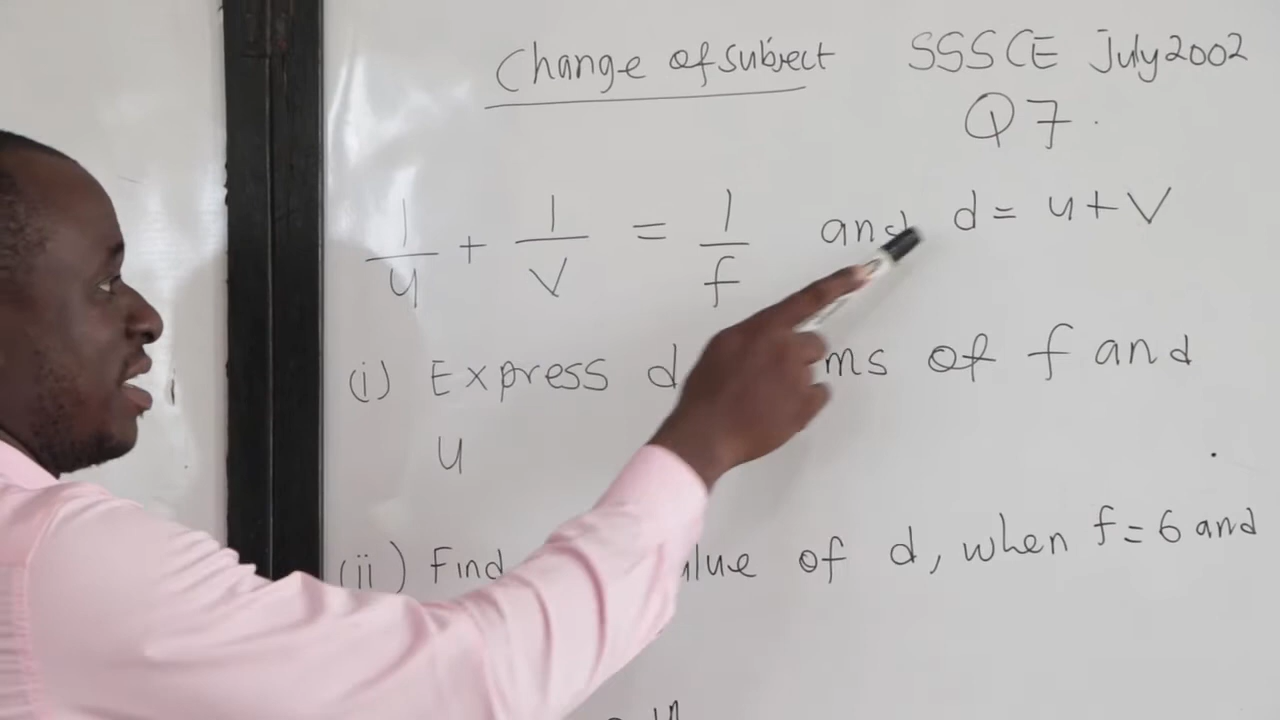 Change of subject SSSCE July 2002
Q7.
1/u + 1/v = 1/f and d = u+v
(i) Express d ms of f and
u
(ii) Find of d, when f=6 and